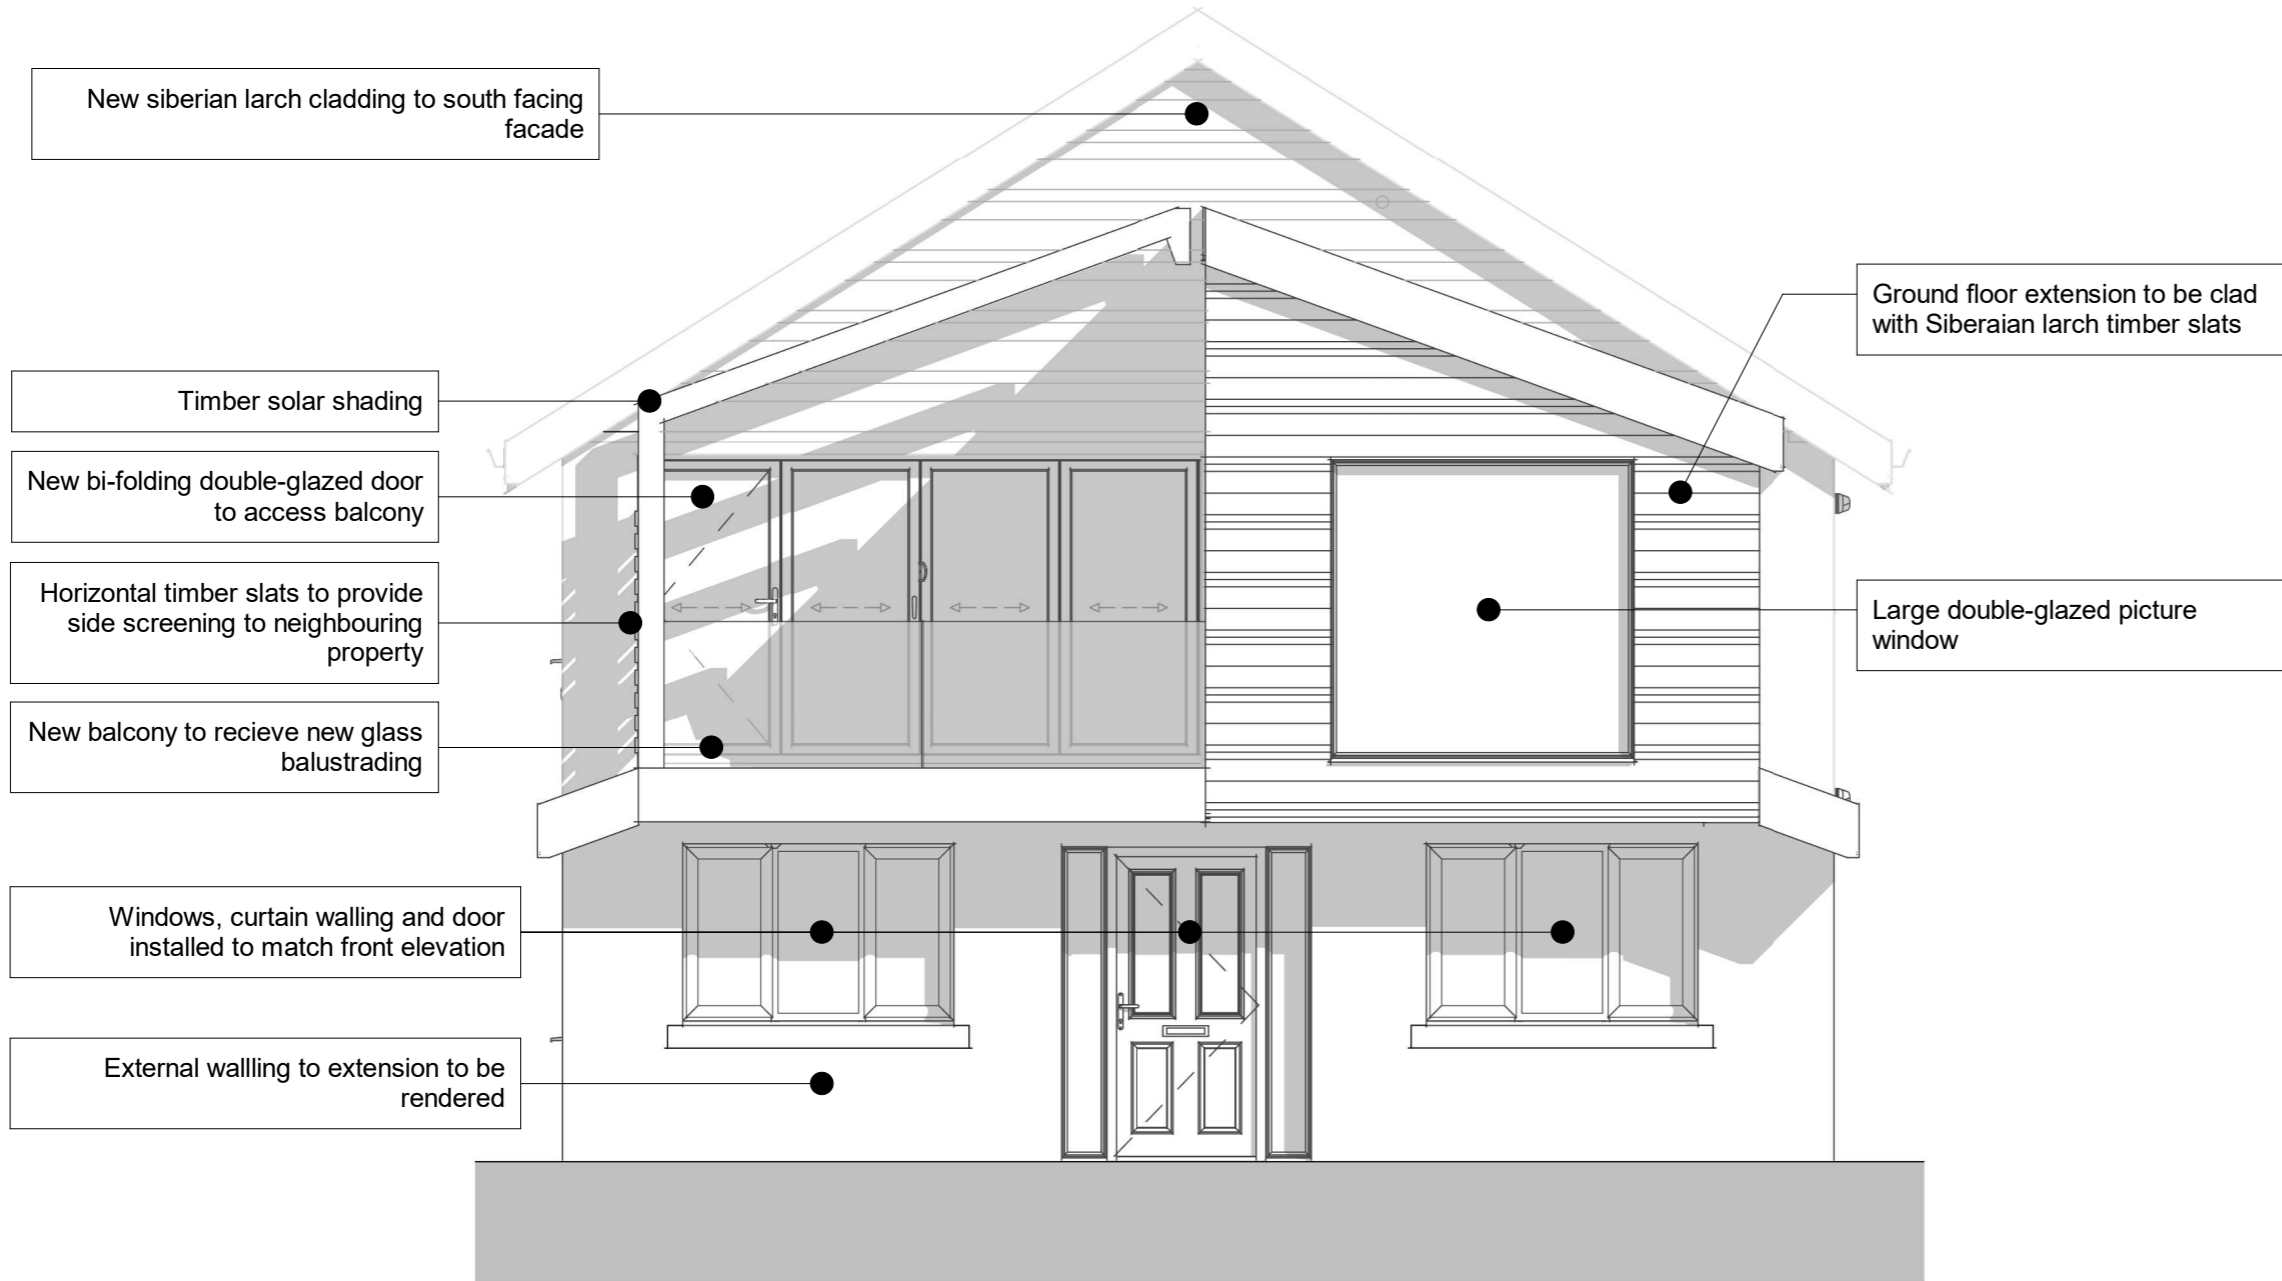 New siberian larch cladding to south facing
facade
Timber solar shading
New bi-folding double-glazed door
to access balcony
Horizontal timber slats to provide
side screening to neighbouring
property
New balcony to recieve new glass
balustrading
Windows, curtain walling and door
installed to match front elevation
External wallling to extension to be
rendered
Ground floor extension to be clad
with Siberaian larch timber slats
Large double-glazed picture
window